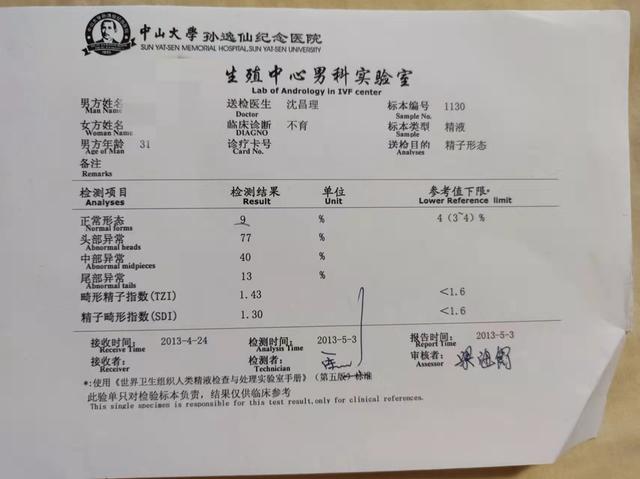 中山大學孙逸仙纪念医院
SUN YAT-SEN MEMORIAL HOSPITAL, SUN YAT-SEN UNIVERSITY
生殖中心男科实验室
Lab of Andrology in IVF center
男方姓名 送检医生 沈昌理 标本编号 1130
Man Name Doctor Sample No.
女方姓名 临床诊断 不育 标本类型 精液
Woman Name DIAGNO Sample
男方年龄 31 诊疗卡号 送检目的 精子形态
Age of Man Card No. Analyses
备注
Remarks
检测项目 检测结果 单位 参考值下限*
Analyses Result Unit Lower Reference limit
正常形态 9 % 4(3~4)%
Normal forms
头部异常 77 %
Abnormal heads
中部异常 40 %
Abnormal midpieces
尾部异常 13 %
Abnormal tails
畸形精子指数(TZI) 1.43 <1.6
精子畸形指数(SDI) 1.30 <1.6
接收时间: 2013-4-24 检测时间: 2013-5-3 报告时间: 2013-5-3
Receive Time Analysis Time Report Time
接收者: 检测者: 审核者:
Receiver Technician Assessor
*:使用《世界卫生组织人类精液检查与处理实验室手册》(第五版)标准
此验单只对检验标本负责，结果仅供临床参考
This single specimen is responsible for this test result, only for clinical references.